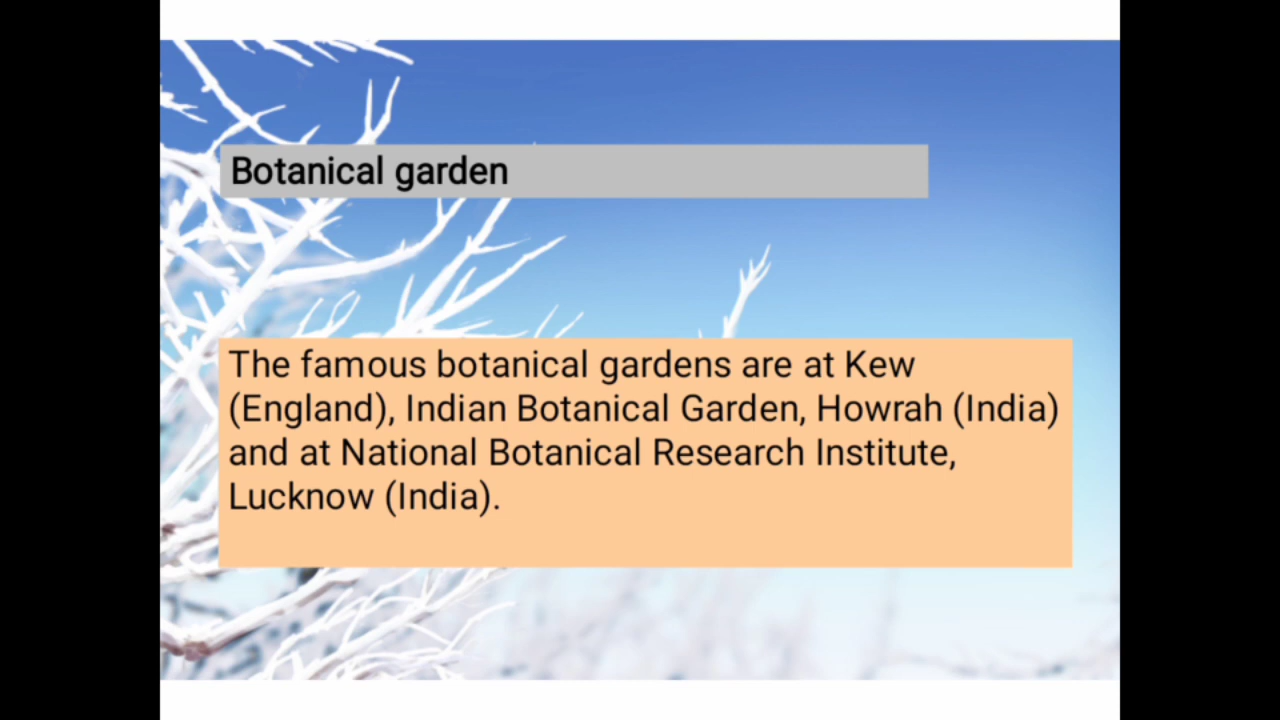 Botanical garden
The famous botanical gardens are at Kew
(England), Indian Botanical Garden, Howrah (India)
and at National Botanical Research Institute,
Lucknow (India).